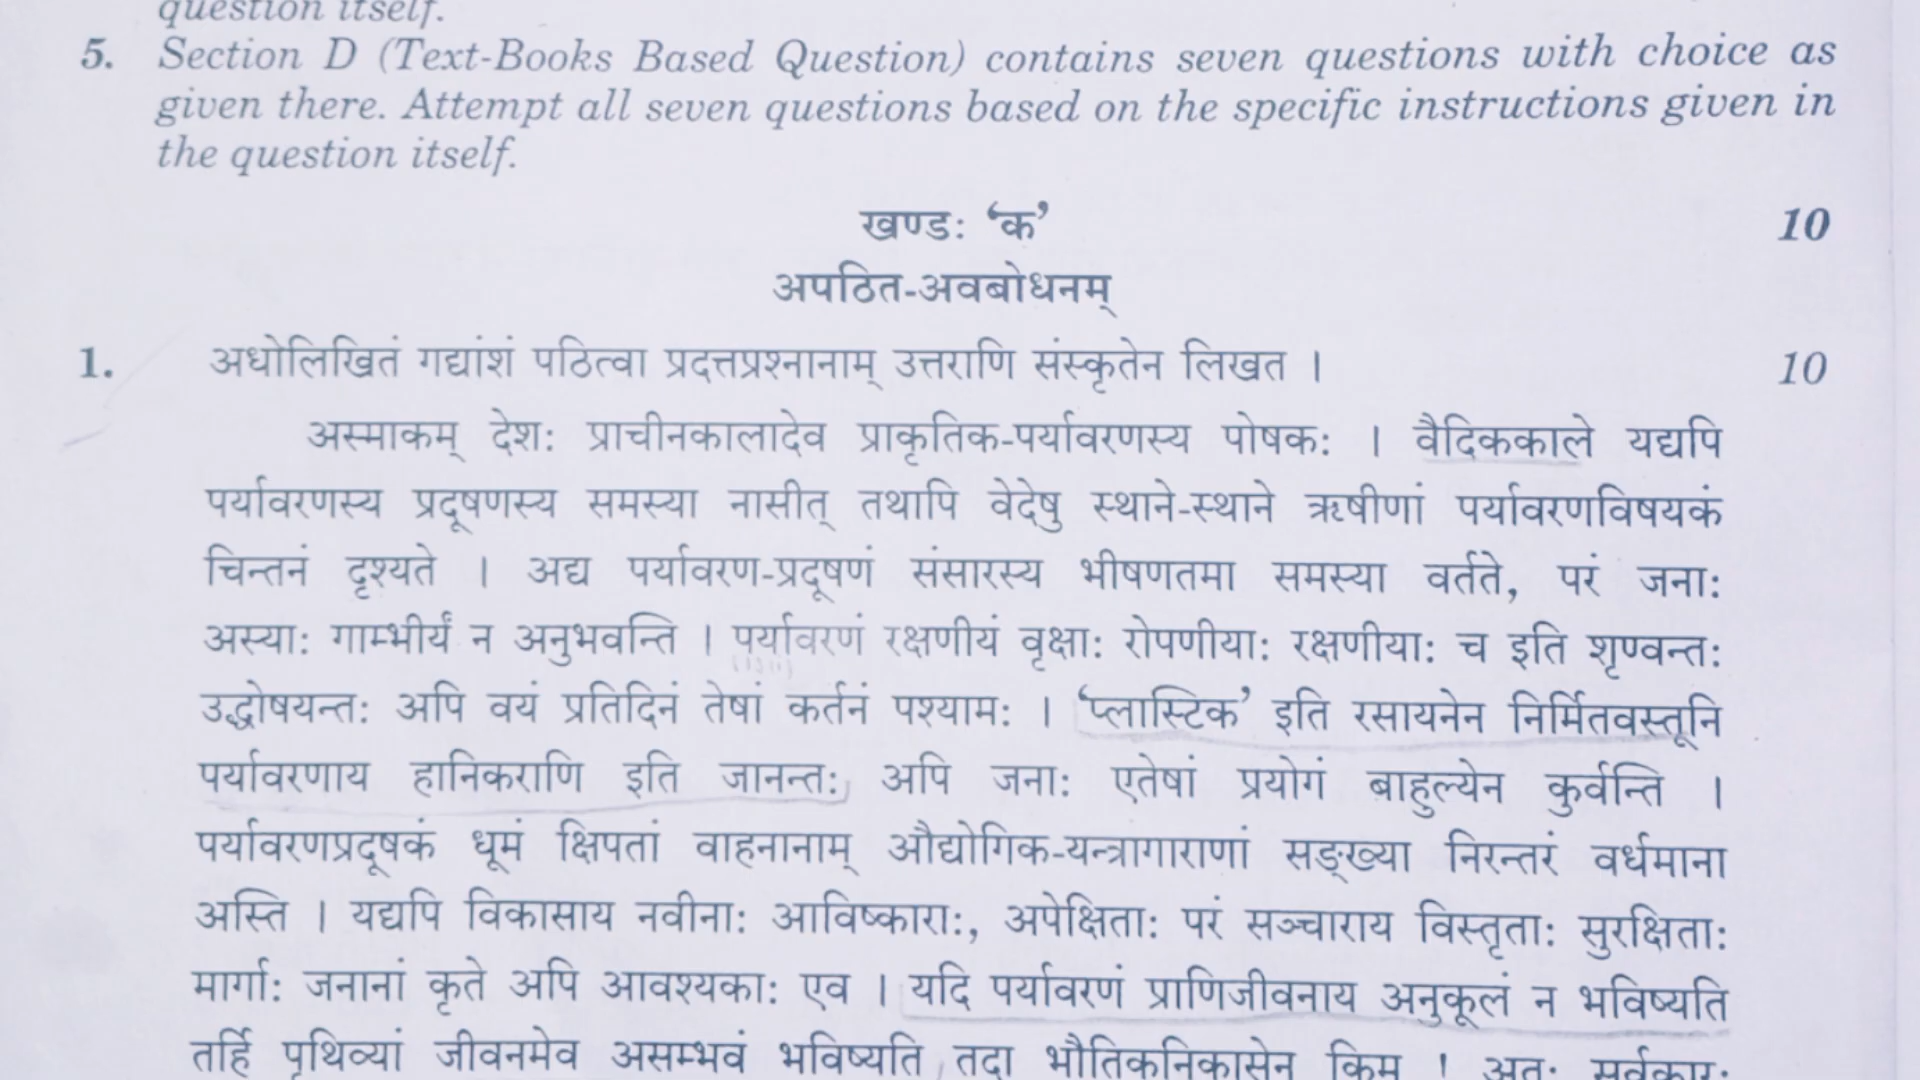 question itself.
5. Section D (Text-Books Based Question) contains seven questions with choice as
given there. Attempt all seven questions based on the specific instructions given in
the question itself.
खण्डः ‘क’ 10
अपठित-अवबोधनम्
1. अधोलिखितं गद्यांशं पठित्वा प्रदत्तप्रश्नानाम् उत्तराणि संस्कृतेन लिखत । 10
अस्माकम् देशः प्राचीनकालादेव प्राकृतिक-पर्यावरणस्य पोषकः । वैदिककाले यद्यपि
पर्यावरणस्य प्रदूषणस्य समस्या नासीत् तथापि वेदेषु स्थाने-स्थाने ऋषीणां पर्यावरणविषयकं
चिन्तनं दृश्यते । अद्य पर्यावरण-प्रदूषणं संसारस्य भीषणतमा समस्या वर्तते, परं जनाः
अस्याः गाम्भीर्यं न अनुभवन्ति । पर्यावरणं रक्षणीयं वृक्षाः रोपणीयाः रक्षणीयाः च इति शृण्वन्तः
उद्घोषयन्तः अपि वयं प्रतिदिनं तेषां कर्तनं पश्यामः । ‘प्लास्टिक’ इति रसायनेन निर्मितवस्तूनि
पर्यावरणाय हानिकराणि इति जानन्तः अपि जनाः एतेषां प्रयोगं बाहुल्येन कुर्वन्ति ।
पर्यावरणप्रदूषकं धूमं क्षिपतां वाहनानाम् औद्योगिक-यन्त्रागाराणां सङ्ख्या निरन्तरं वर्धमाना
अस्ति । यद्यपि विकासाय नवीनाः आविष्काराः, अपेक्षिताः परं सञ्चाराय विस्तृताः सुरक्षिताः
मार्गाः जनानां कृते अपि आवश्यकाः एव । यदि पर्यावरणं प्राणिजीवनाय अनुकूलं न भविष्यति
तर्हि पृथिव्यां जीवनमेव असम्भवं भविष्यति तदा किम् । अतः